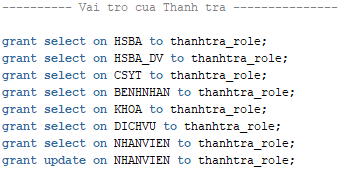 ---------- Vai tro cua Thanh tra ---------------
grant select on HSBA to thanhtra_role;
grant select on HSBA_DV to thanhtra_role;
grant select on CSYT to thanhtra_role;
grant select on BENHNHAN to thanhtra_role;
grant select on KHOA to thanhtra_role;
grant select on DICHVU to thanhtra_role;
grant select on NHANVIEN to thanhtra_role;
grant update on NHANVIEN to thanhtra_role;